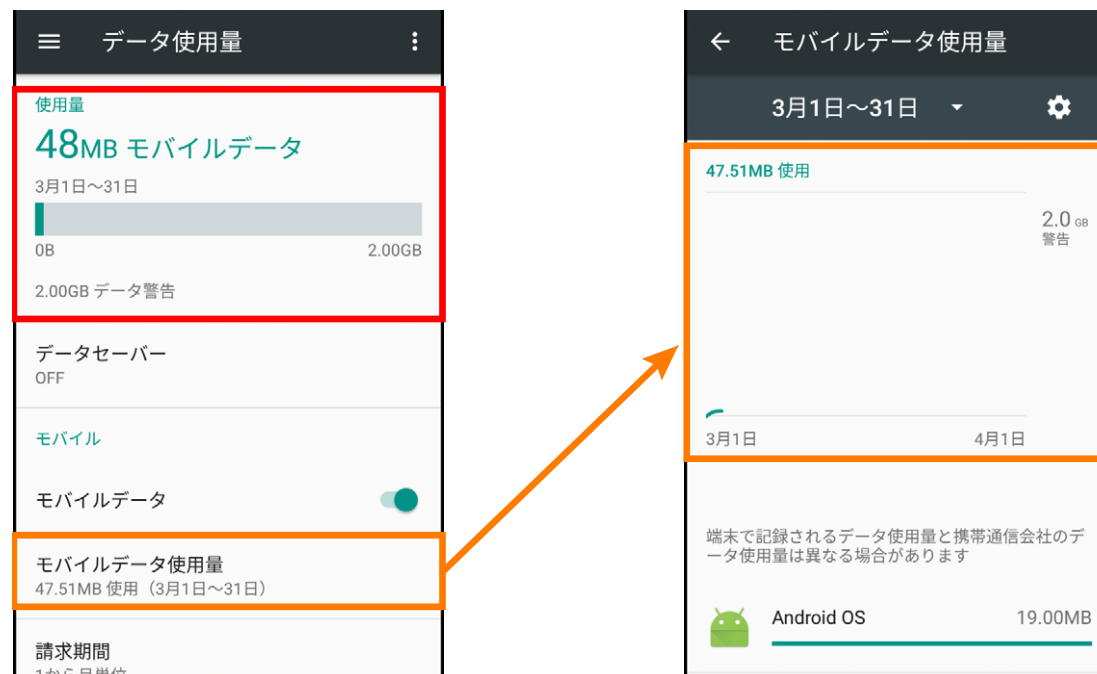 データ使用量
使用量
48MB モバイルデータ
3月1日～31日
0B 2.00GB
2.00GB データ警告
データセーバー
OFF
モバイル
モバイルデータ
モバイルデータ使用量
47.51MB 使用（3月1日～31日）
請求期間
1から月単位
モバイルデータ使用量
3月1日～31日
47.51MB 使用
2.0 GB
警告
3月1日 4月1日
端末で記録されるデータ使用量と携帯通信会社のデ
ータ使用量は異なる場合があります
Android OS 19.00MB